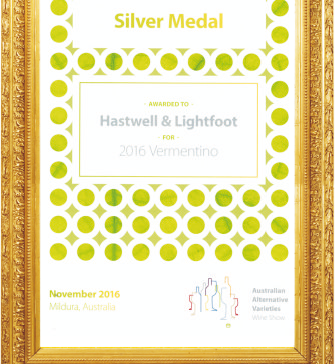 Silver Medal
- AWARDED TO -
Hastwell & Lightfoot
- FOR -
2016 Vermentino
November 2016
Mildura, Australia
Australian
Alternative
Varieties
Wine Show